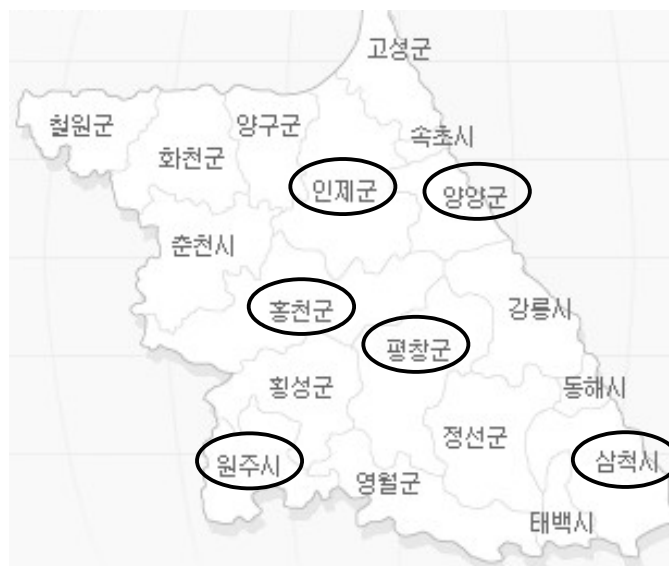 고성군
철원군
양구군
속초시
화천군
인제군
양양군
춘천시
홍천군
강릉시
평창군
횡성군
동해시
정선군
원주시
삼척시
영월군
태백시